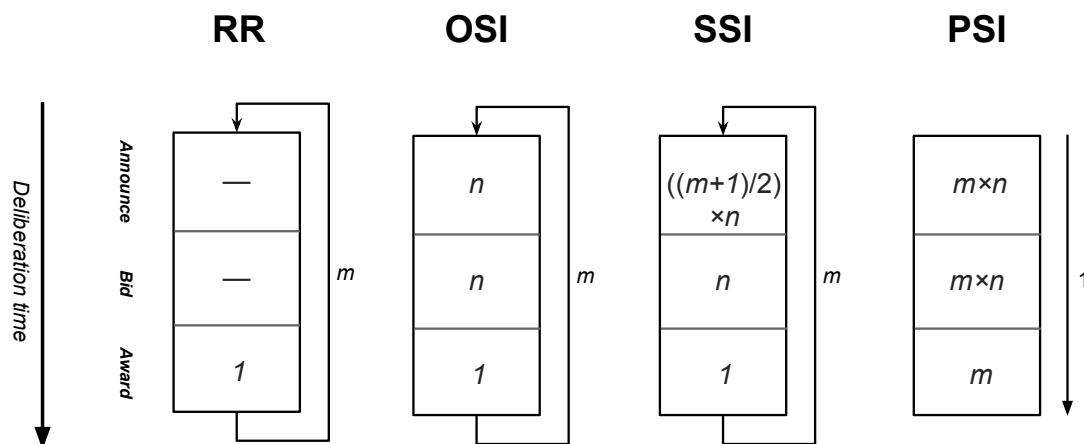 RR OSI SSI PSI
Deliberation time
Announce
— n ((m+1)/2) m×n
×n
Bid
— n n m×n
m m m 1
Award
1 1 1 m